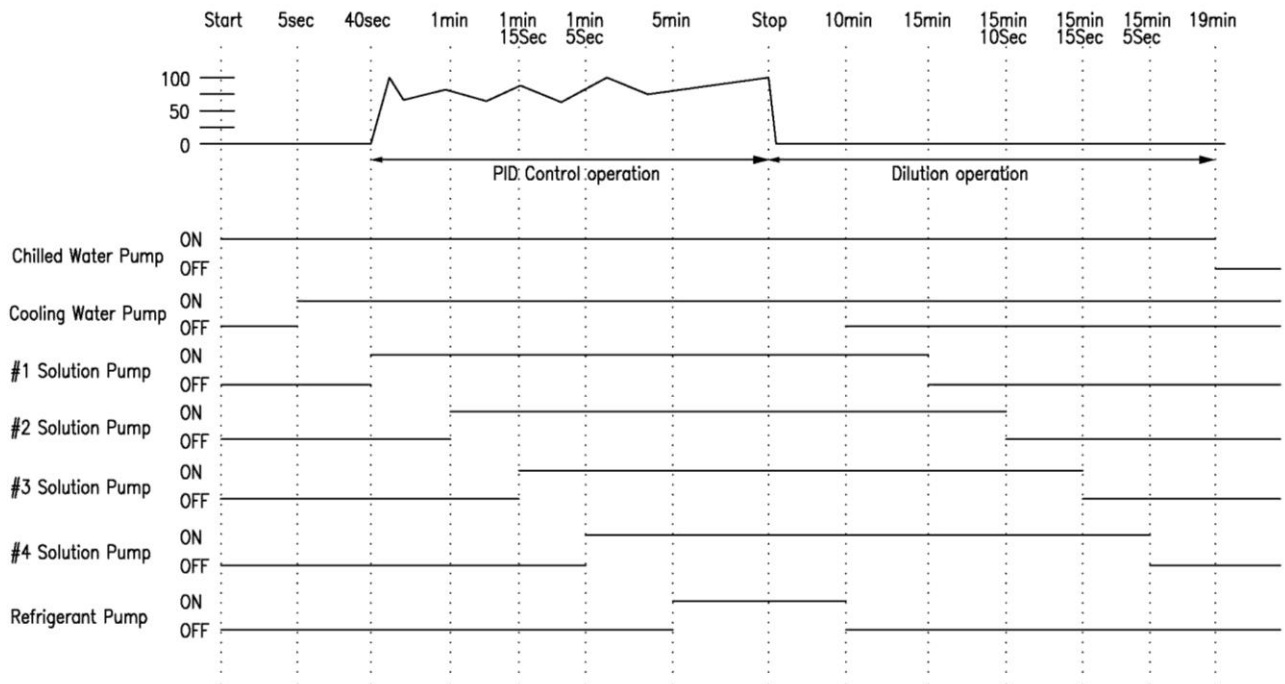 Start 5sec 40sec 1min 1min 1min 5min Stop 10min 15min 15min 15min 15min 19min
15Sec 5Sec 10Sec 15Sec 5Sec
100
50
0
PID Control operation Dilution operation
ON
Chilled Water Pump
OFF
ON
Cooling Water Pump
OFF
ON
#1 Solution Pump
OFF
ON
#2 Solution Pump
OFF
ON
#3 Solution Pump
OFF
ON
#4 Solution Pump
OFF
ON
Refrigerant Pump
OFF